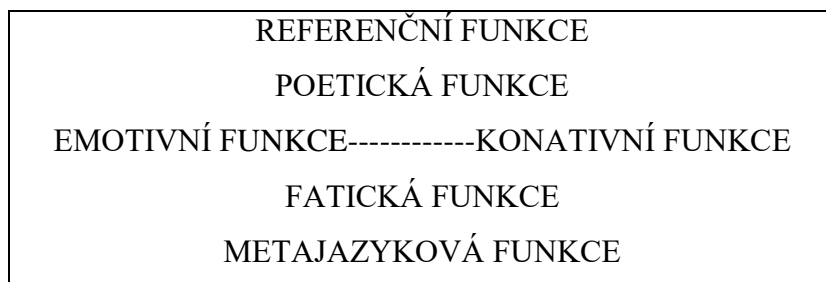 REFERENČNÍ FUNKCE
POETICKÁ FUNKCE
EMOTIVNÍ FUNKCE------------KONATIVNÍ FUNKCE
FATICKÁ FUNKCE
METAJAZYKOVÁ FUNKCE